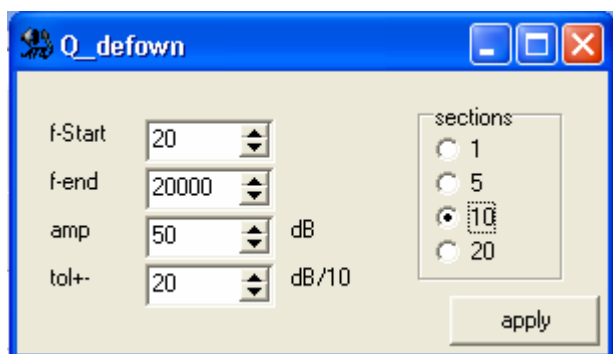 Q_defown
f-Start 20
f-end 20000
amp 50 dB
tol+- 20 dB/10
sections
1
5
10
20
apply